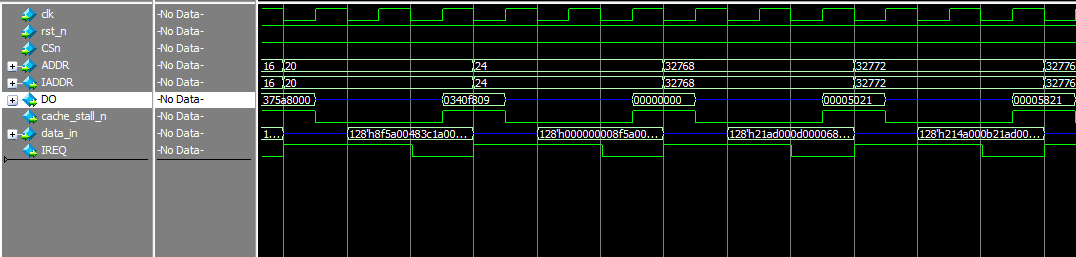 clk -No Data-
rst_n -No Data-
CSn -No Data-
ADDR -No Data- 16 20 24 32768 32772 32776
IADDR -No Data- 16 20 24 32768 32772 32776
DO -No Data- 375a8000 0340f809 00000000 00005021 00005821
cache_stall_n -No Data-
data_in -No Data- 1... 128'h8f5a00483c1a00... 128'h000000008f5a00... 128'h21ad000d000068... 128'h214a000b21ad00...
IREQ -No Data-